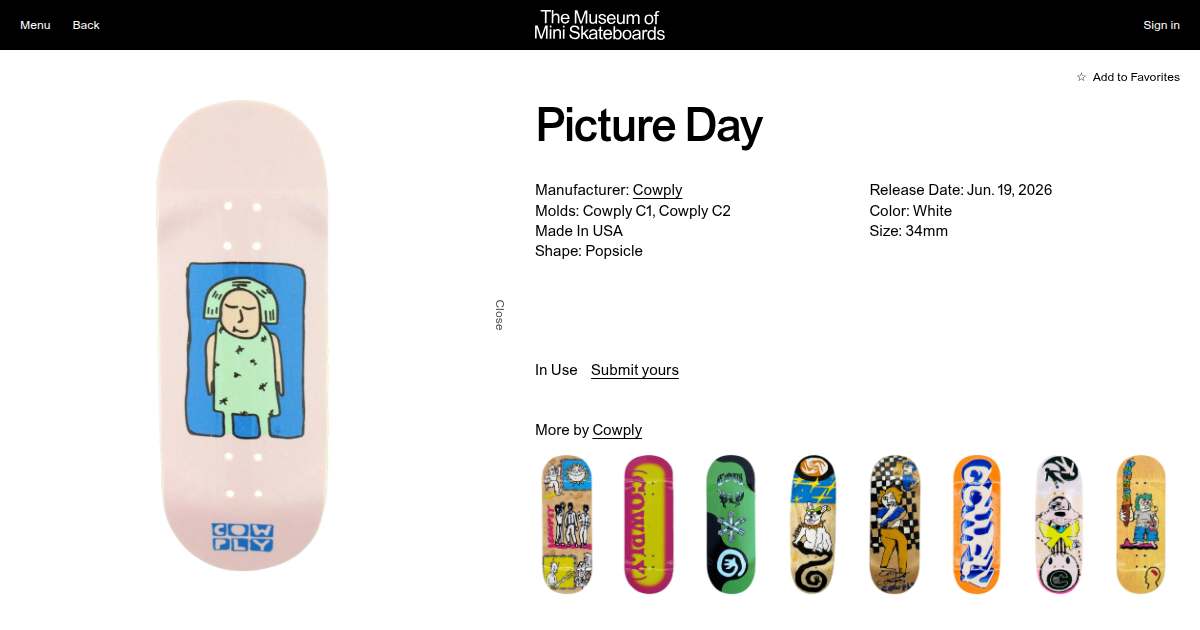 Menu
Back
The Museum of
Mini Skateboards
Sign in
☆ Add to Favorites
Picture Day
Manufacturer: Cowply
Molds: Cowply C1, Cowply C2
Made In USA
Shape: Popsicle
Release Date: Jun. 19, 2026
Color: White
Size: 34mm
Close
In Use
Submit yours
More by Cowply
COW
PLY
COWPLY
COWPLY